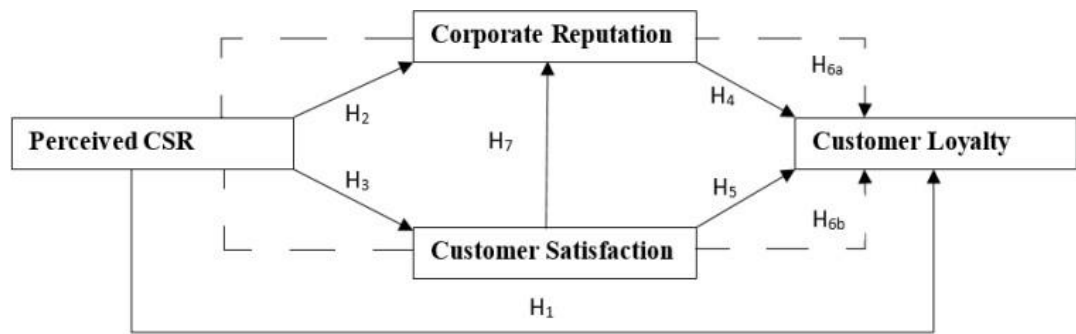 Corporate Reputation
H6a
H4
H2
Perceived CSR
Customer Loyalty
H7
H3
H5
H6b
Customer Satisfaction
H1